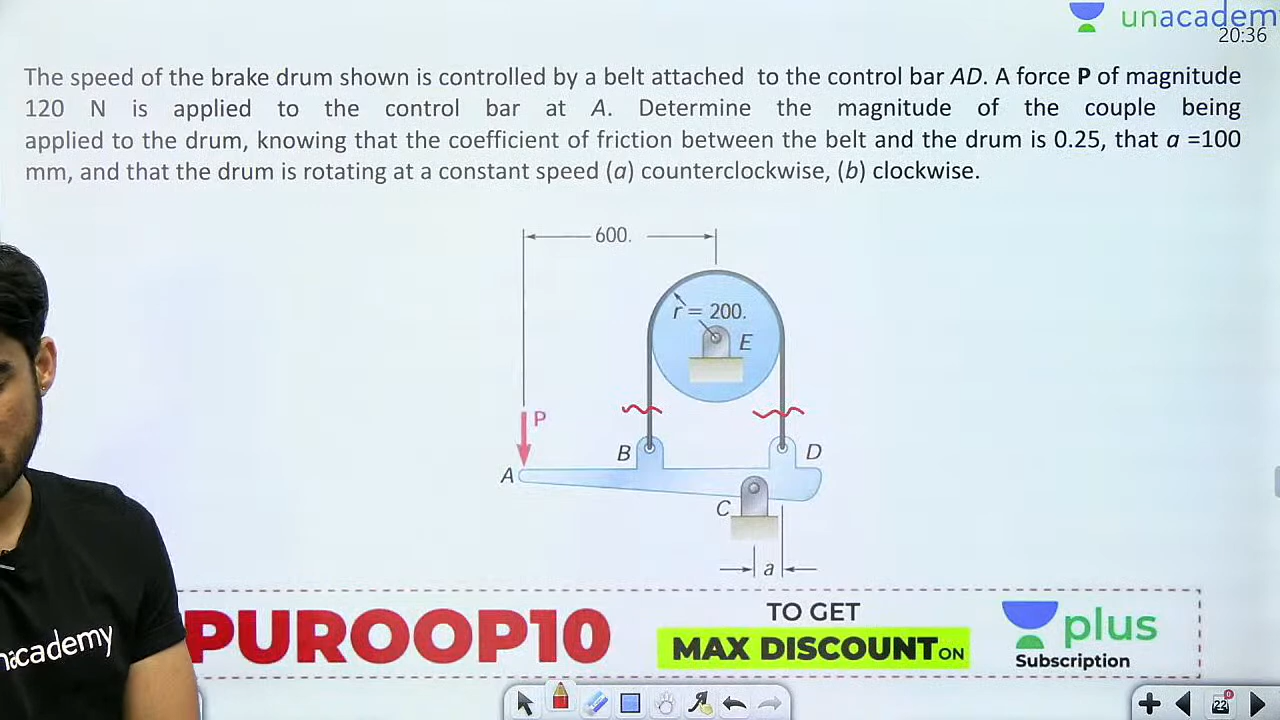 unacadem
20:36
The speed of the brake drum shown is controlled by a belt attached to the control bar AD. A force P of magnitude
120 N is applied to the control bar at A. Determine the magnitude of the couple being
applied to the drum, knowing that the coefficient of friction between the belt and the drum is 0.25, that a =100
mm, and that the drum is rotating at a constant speed (a) counterclockwise, (b) clockwise.
600.
r = 200.
E
P
B
D
A
C
a
PUROOP10
TO GET
MAX DISCOUNT ON
plus
Subscription
nacademy
22
0